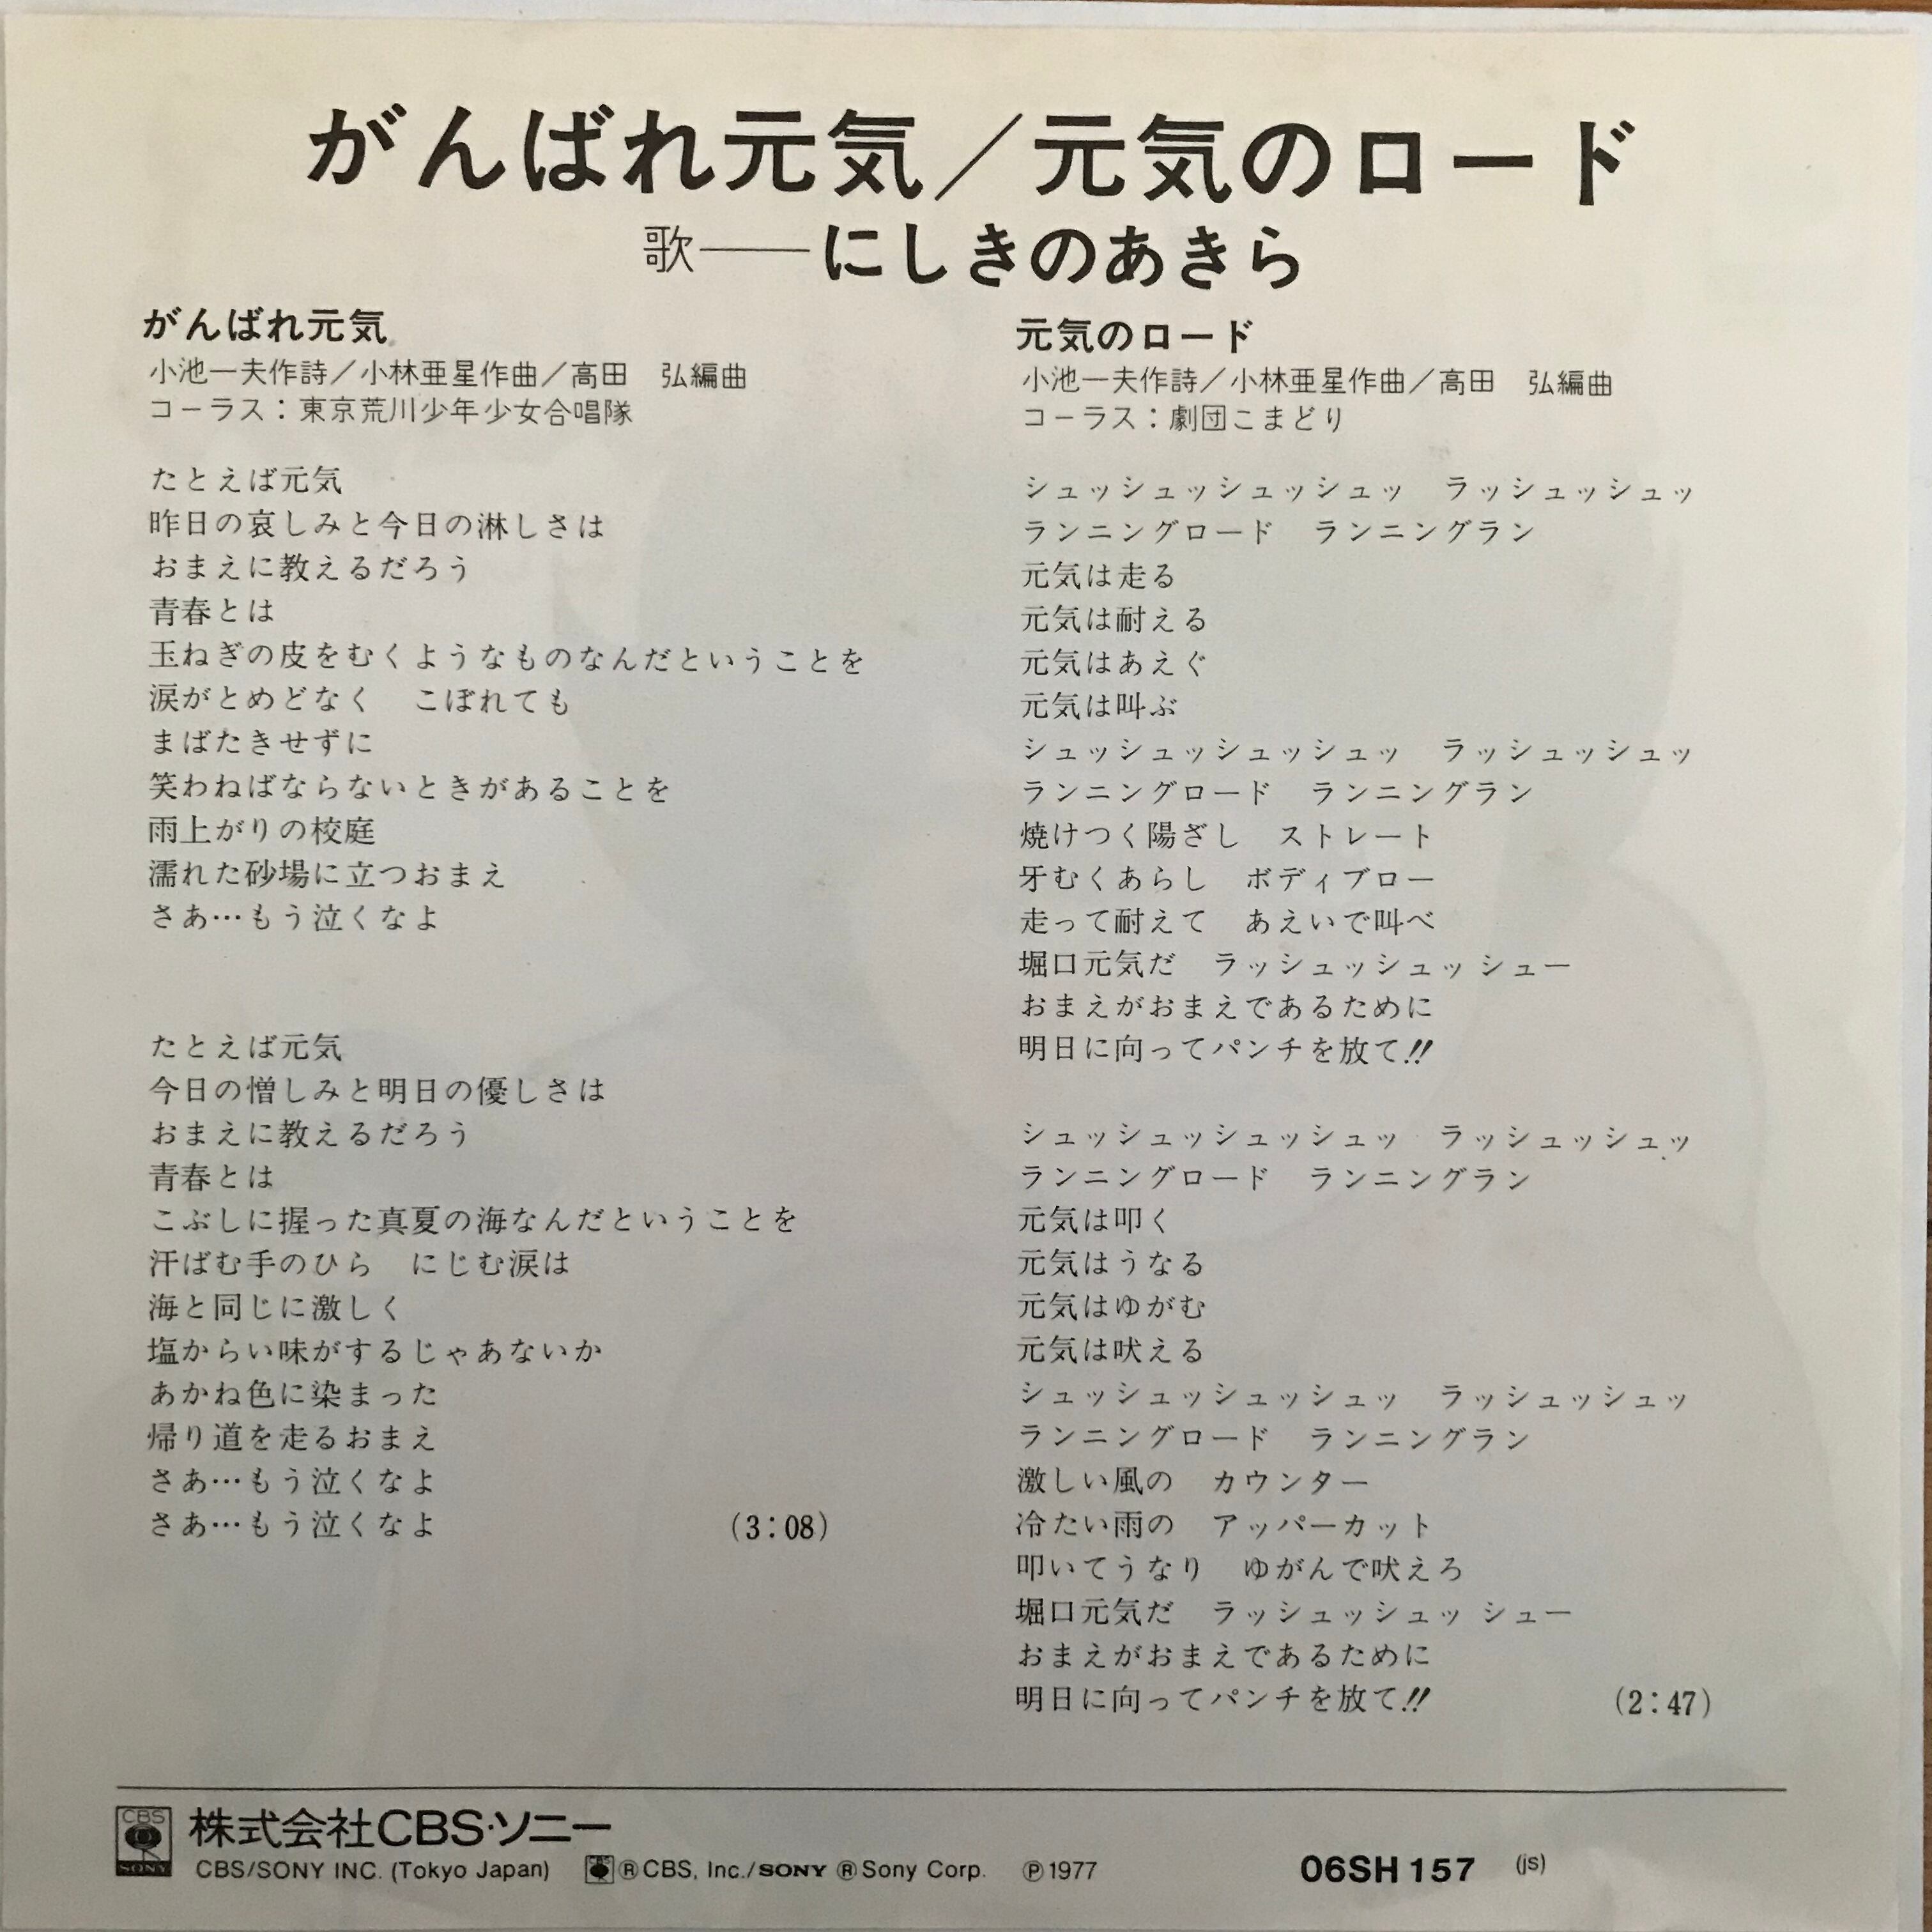 がんばれ元気／元気のロード
歌――にしきのあきら
がんばれ元気
小池一夫作詩／小林亜星作曲／高田　弘編曲
コーラス：東京荒川少年少女合唱隊
たとえば元気
昨日の哀しみと今日の淋しさは
おまえに教えるだろう
青春とは
玉ねぎの皮をむくようなものなんだということを
涙がとめどなく　こぼれても
まばたきせずに
笑わねばならないときがあることを
雨上がりの校庭
濡れた砂場に立つおまえ
さあ…もう泣くなよ
たとえば元気
今日の憎しみと明日の優しさは
おまえに教えるだろう
青春とは
こぶしに握った真夏の海なんだということを
汗ばむ手のひら　にじむ涙は
海と同じに激しく
塩からい味がするじゃあないか
あかね色に染まった
帰り道を走るおまえ
さあ…もう泣くなよ
さあ…もう泣くなよ　(3：08)
元気のロード
小池一夫作詩／小林亜星作曲／高田　弘編曲
コーラス：劇団こまどり
シュッシュッシュッシュッ　ラッシュッシュッ
ランニングロード　ランニングラン
元気は走る
元気は耐える
元気はあえぐ
元気は叫ぶ
シュッシュッシュッシュッ　ラッシュッシュッ
ランニングロード　ランニングラン
焼けつく陽ざし　ストレート
牙むくあらし　ボディブロー
走って耐えて　あえいで叫べ
堀口元気だ　ラッシュッシュッ シュー
おまえがおまえであるために
明日に向ってパンチを放て!!
シュッシュッシュッシュッ　ラッシュッシュッ
ランニングロード　ランニングラン
元気は叩く
元気はうなる
元気はゆがむ
元気は吠える
シュッシュッシュッシュッ　ラッシュッシュッ
ランニングロード　ランニングラン
激しい風の　カウンター
冷たい雨の　アッパーカット
叩いてうなり　ゆがんで吠えろ
堀口元気だ　ラッシュッシュッ シュー
おまえがおまえであるために
明日に向ってパンチを放て!!　(2：47)
CBS SONY 株式会社CBS・ソニー
CBS/SONY INC. (Tokyo Japan) ®CBS, Inc./SONY ®Sony Corp. ℗1977 06SH 157 (js)